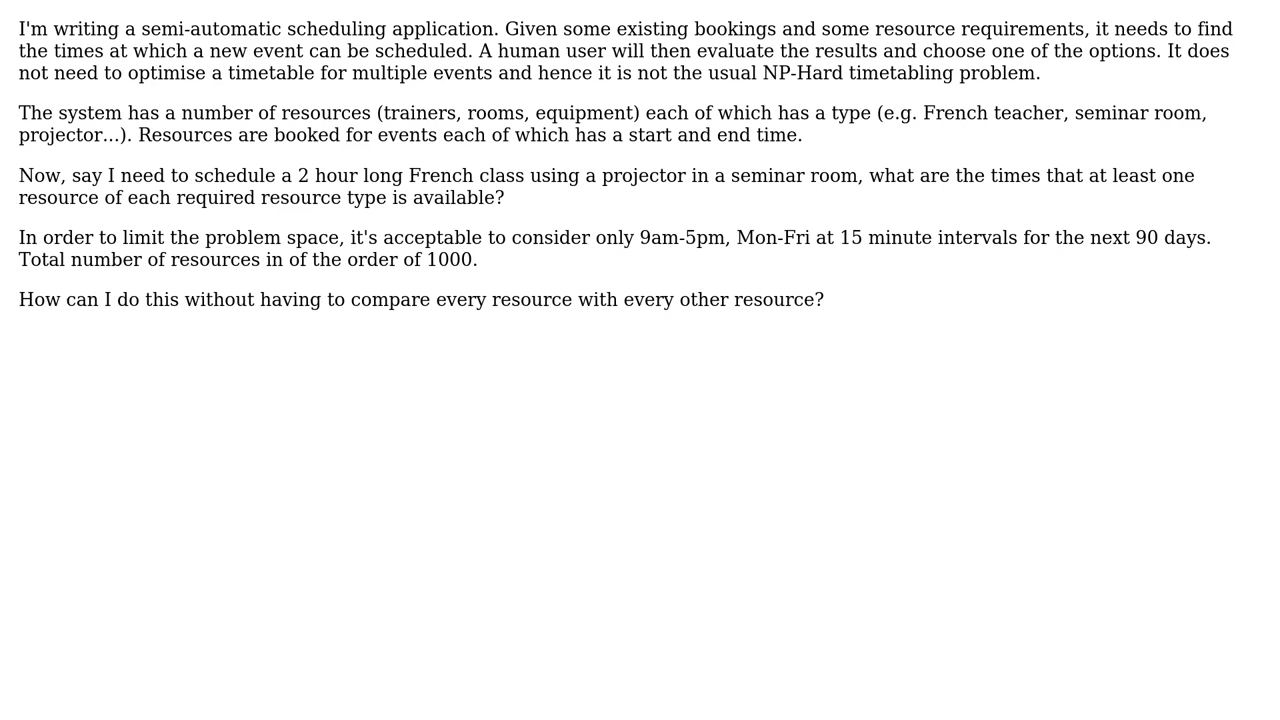 I'm writing a semi-automatic scheduling application. Given some existing bookings and some resource requirements, it needs to find
the times at which a new event can be scheduled. A human user will then evaluate the results and choose one of the options. It does
not need to optimise a timetable for multiple events and hence it is not the usual NP-Hard timetabling problem.
The system has a number of resources (trainers, rooms, equipment) each of which has a type (e.g. French teacher, seminar room,
projector...). Resources are booked for events each of which has a start and end time.
Now, say I need to schedule a 2 hour long French class using a projector in a seminar room, what are the times that at least one
resource of each required resource type is available?
In order to limit the problem space, it's acceptable to consider only 9am-5pm, Mon-Fri at 15 minute intervals for the next 90 days.
Total number of resources in of the order of 1000.
How can I do this without having to compare every resource with every other resource?